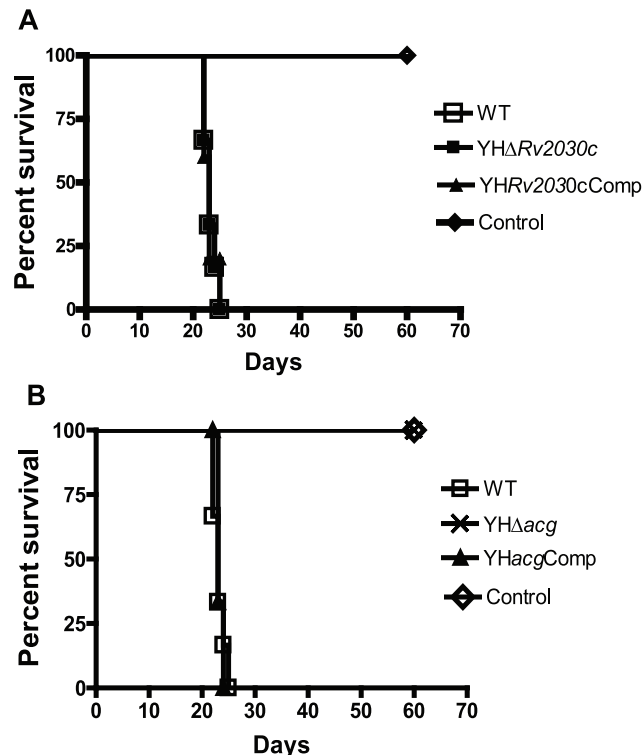 A
Percent survival
100
75
50
25
0
0 10 20 30 40 50 60 70
Days
WT
YHΔRv2030c
YHRv2030cComp
Control
B
Percent survival
100
75
50
25
0
0 10 20 30 40 50 60 70
Days
WT
YHΔacg
YHacgComp
Control